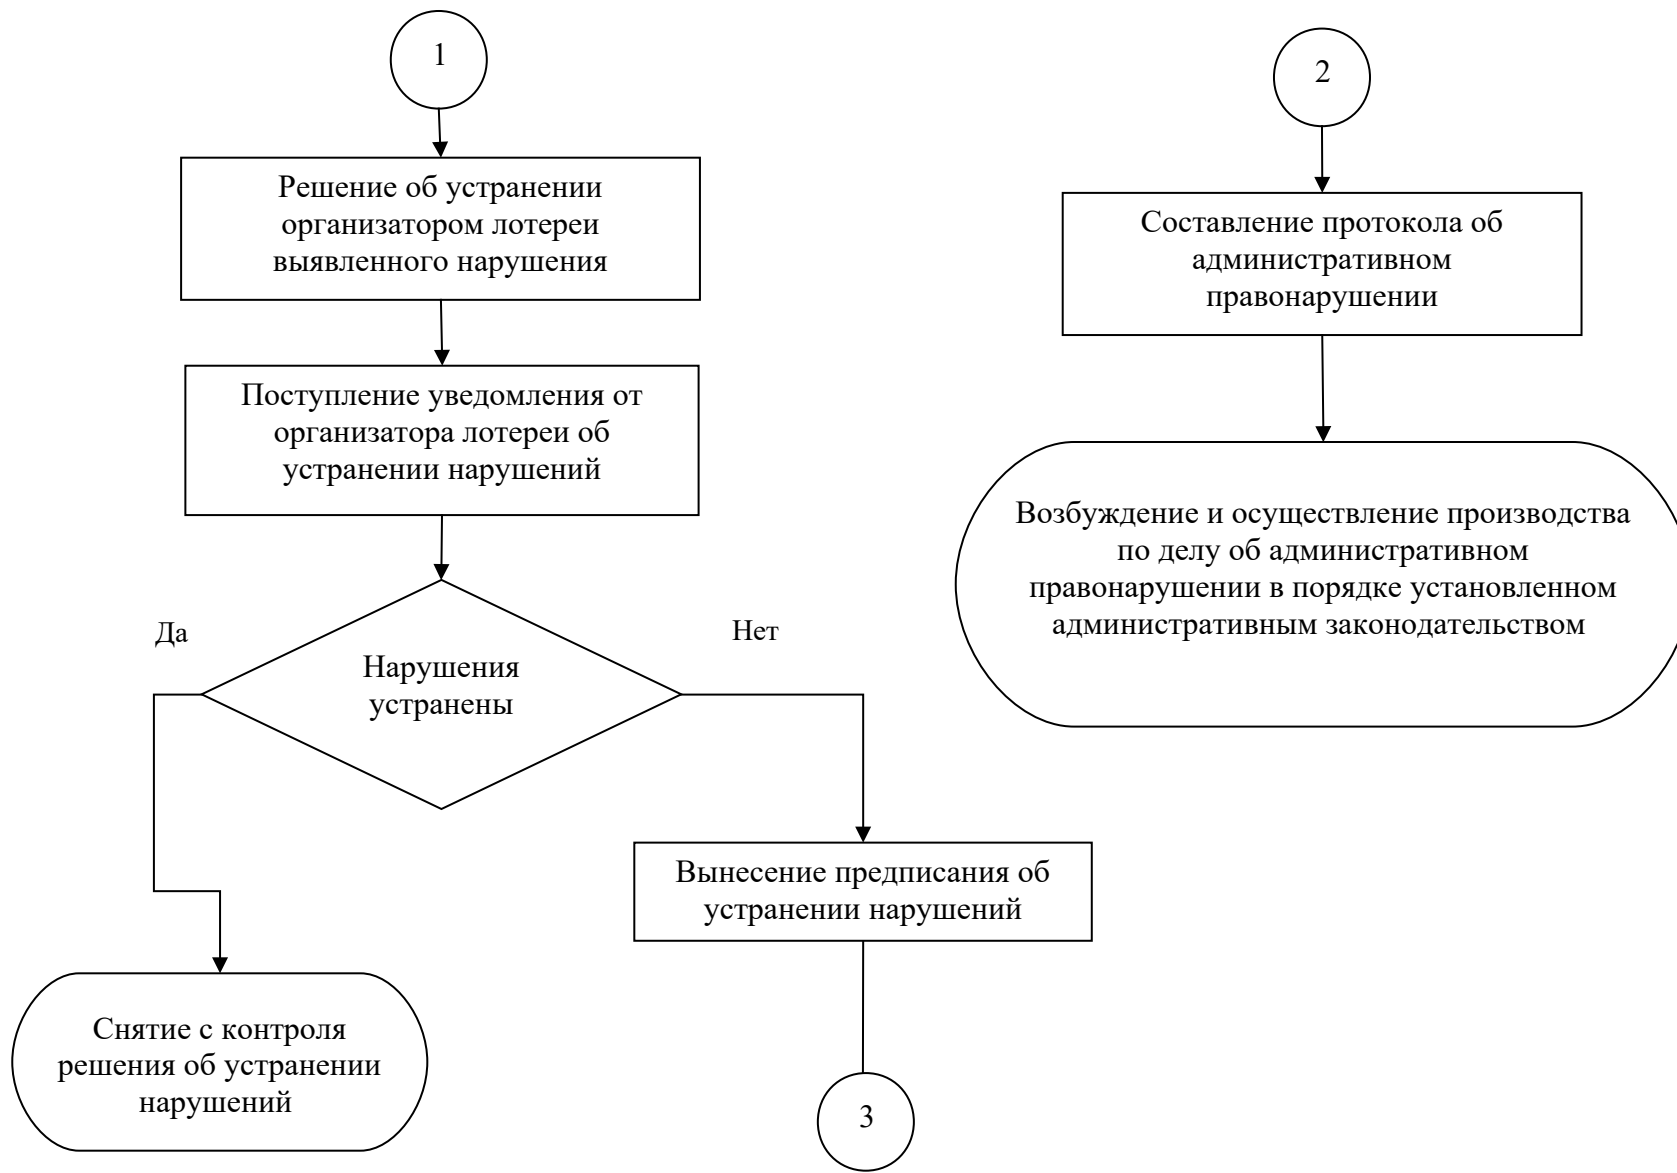 1
Решение об устранении
организатором лотереи
выявленного нарушения
Поступление уведомления от
организатора лотереи об
устранении нарушений
Да
Нет
Нарушения
устранены
Вынесение предписания об
устранении нарушений
Снятие с контроля
решения об устранении
нарушений
3
2
Составление протокола об
административном
правонарушении
Возбуждение и осуществление производства
по делу об административном
правонарушении в порядке установленном
административным законодательством